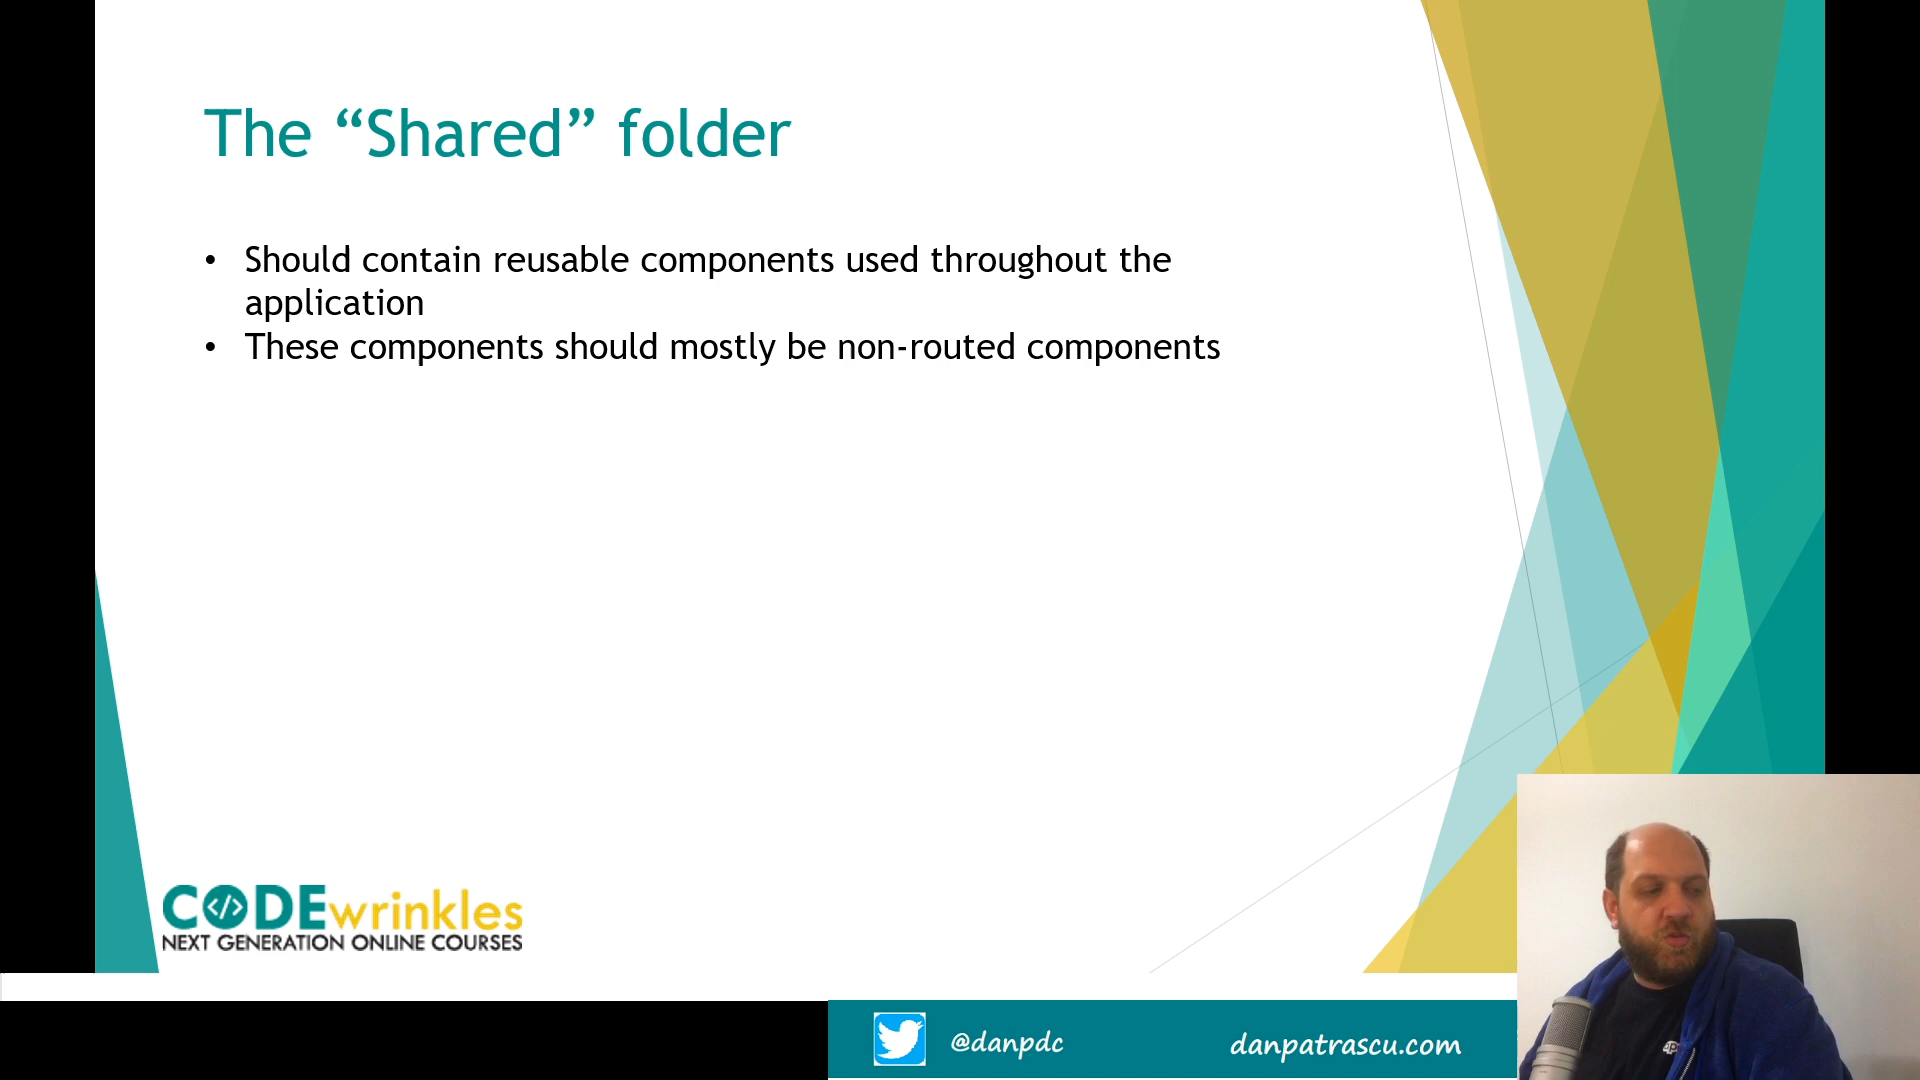 The “Shared” folder
• Should contain reusable components used throughout the
application
• These components should mostly be non-routed components
CODEwrinkles
NEXT GENERATION ONLINE COURSES
@danpdc
danpatrascu.com